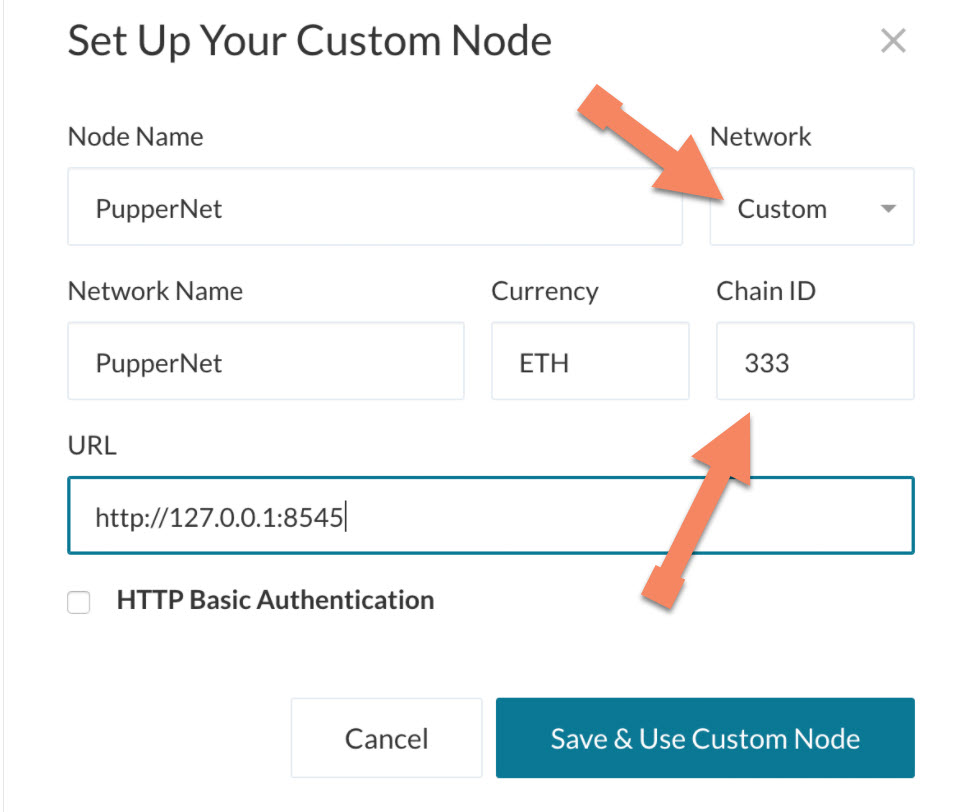 Set Up Your Custom Node
Node Name
Network
PupperNet
Custom
Network Name
Currency
Chain ID
PupperNet
ETH
333
URL
http://127.0.0.1:8545
HTTP Basic Authentication
Cancel
Save & Use Custom Node